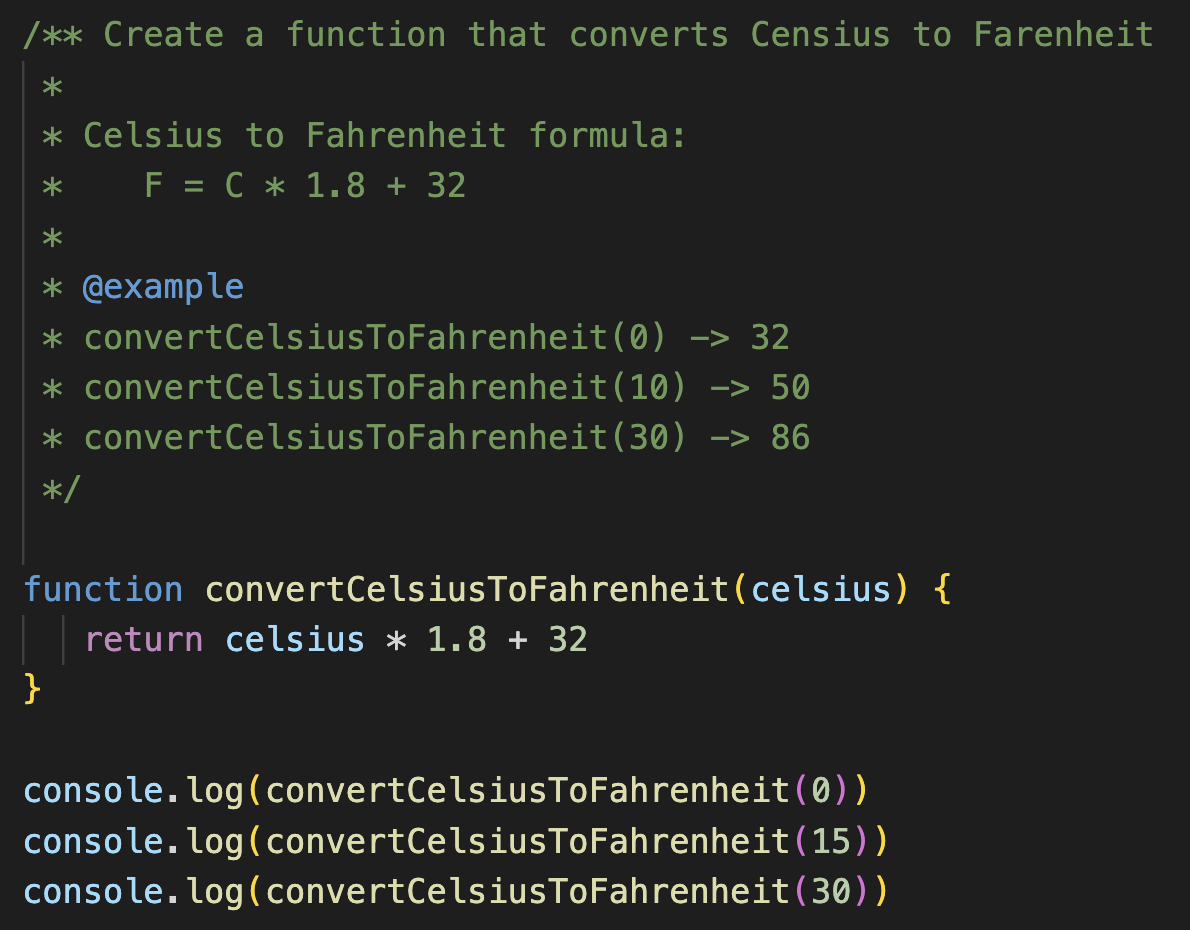 /** Create a function that converts Censius to Farenheit
 *
 * Celsius to Fahrenheit formula:
 *    F = C * 1.8 + 32
 *
 * @example
 * convertCelsiusToFahrenheit(0) -> 32
 * convertCelsiusToFahrenheit(10) -> 50
 * convertCelsiusToFahrenheit(30) -> 86
 */

function convertCelsiusToFahrenheit(celsius) {
   return celsius * 1.8 + 32
}

console.log(convertCelsiusToFahrenheit(0))
console.log(convertCelsiusToFahrenheit(15))
console.log(convertCelsiusToFahrenheit(30))